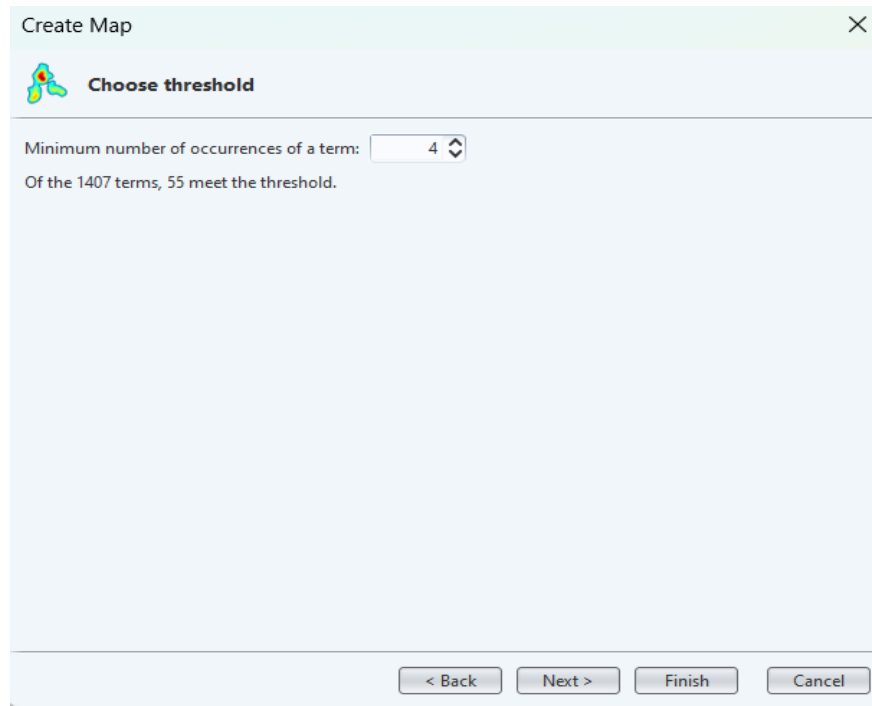 Create Map
Choose threshold
Minimum number of occurrences of a term: 4
Of the 1407 terms, 55 meet the threshold.
< Back Next > Finish Cancel